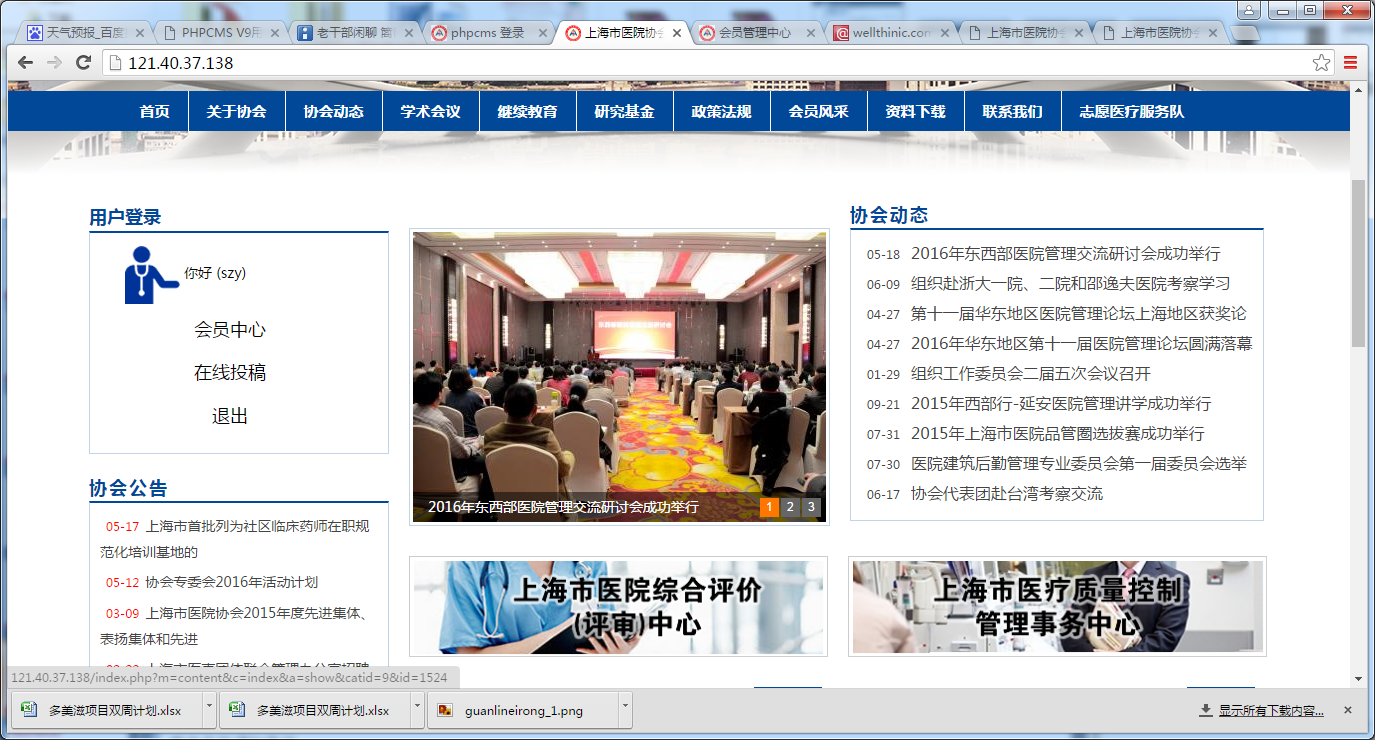 天气预报_百度
PHPCMS V9用
老干部闲聊 篱
phpcms 登录
上海市医院协会
会员管理中心
wellthinic.com
上海市医院协会
上海市医院协会
121.40.37.138
首页
关于协会
协会动态
学术会议
继续教育
研究基金
政策法规
会员风采
资料下载
联系我们
志愿医疗服务队
用户登录
你好 (szy)
会员中心
在线投稿
退出
协会公告
05-17 上海市首批列为社区临床药师在职规
范化培训基地的
05-12 协会专委会2016年活动计划
03-09 上海市医院协会2015年度先进集体、
表扬集体和先进
2016年东西部医院管理交流研讨会成功举行
1 2 3
协会动态
05-18 2016年东西部医院管理交流研讨会成功举行
06-09 组织赴浙大一院、二院和邵逸夫医院考察学习
04-27 第十一届华东地区医院管理论坛上海地区获奖论
04-27 2016年华东地区第十一届医院管理论坛圆满落幕
01-29 组织工作委员会二届五次会议召开
09-21 2015年西部行-延安医院管理讲学成功举行
07-31 2015年上海市医院品管圈选拔赛成功举行
07-30 医院建筑后勤管理专业委员会第一届委员会选举
06-17 协会代表团赴台湾考察交流
上海市医院综合评价
(评审)中心
上海市医疗质量控制
管理事务中心
121.40.37.138/index.php?m=content&c=index&a=show&catid=9&id=1524
多美滋项目双周计划.xlsx
多美滋项目双周计划.xlsx
guanlineirong_1.png
显示所有下载内容...